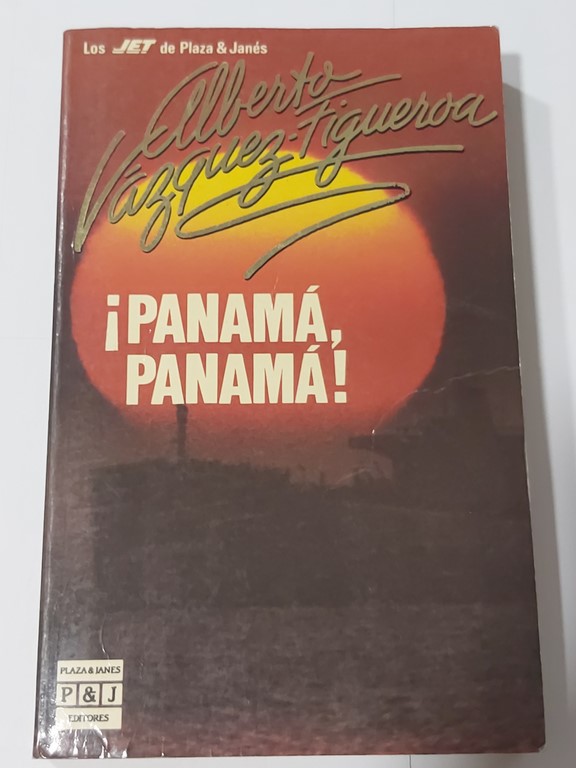 Los JET de Plaza & Janés
Alberto
Vázquez-Figueroa
¡PANAMÁ,
PANAMÁ!
PLAZA & JANES
P & J
EDITORES